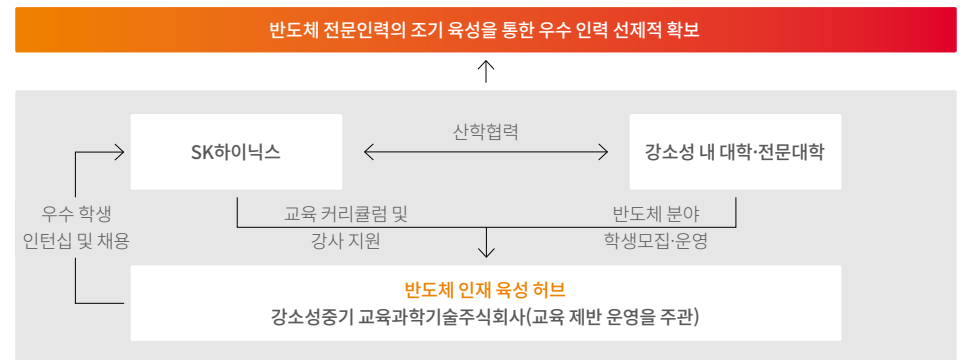 반도체 전문인력의 조기 육성을 통한 우수 인력 선제적 확보
SK하이닉스
산학협력
강소성 내 대학·전문대학
우수 학생
인턴십 및 채용
교육 커리큘럼 및
강사 지원
반도체 분야
학생모집·운영
반도체 인재 육성 허브
강소성중기 교육과학기술주식회사(교육 제반 운영을 주관)